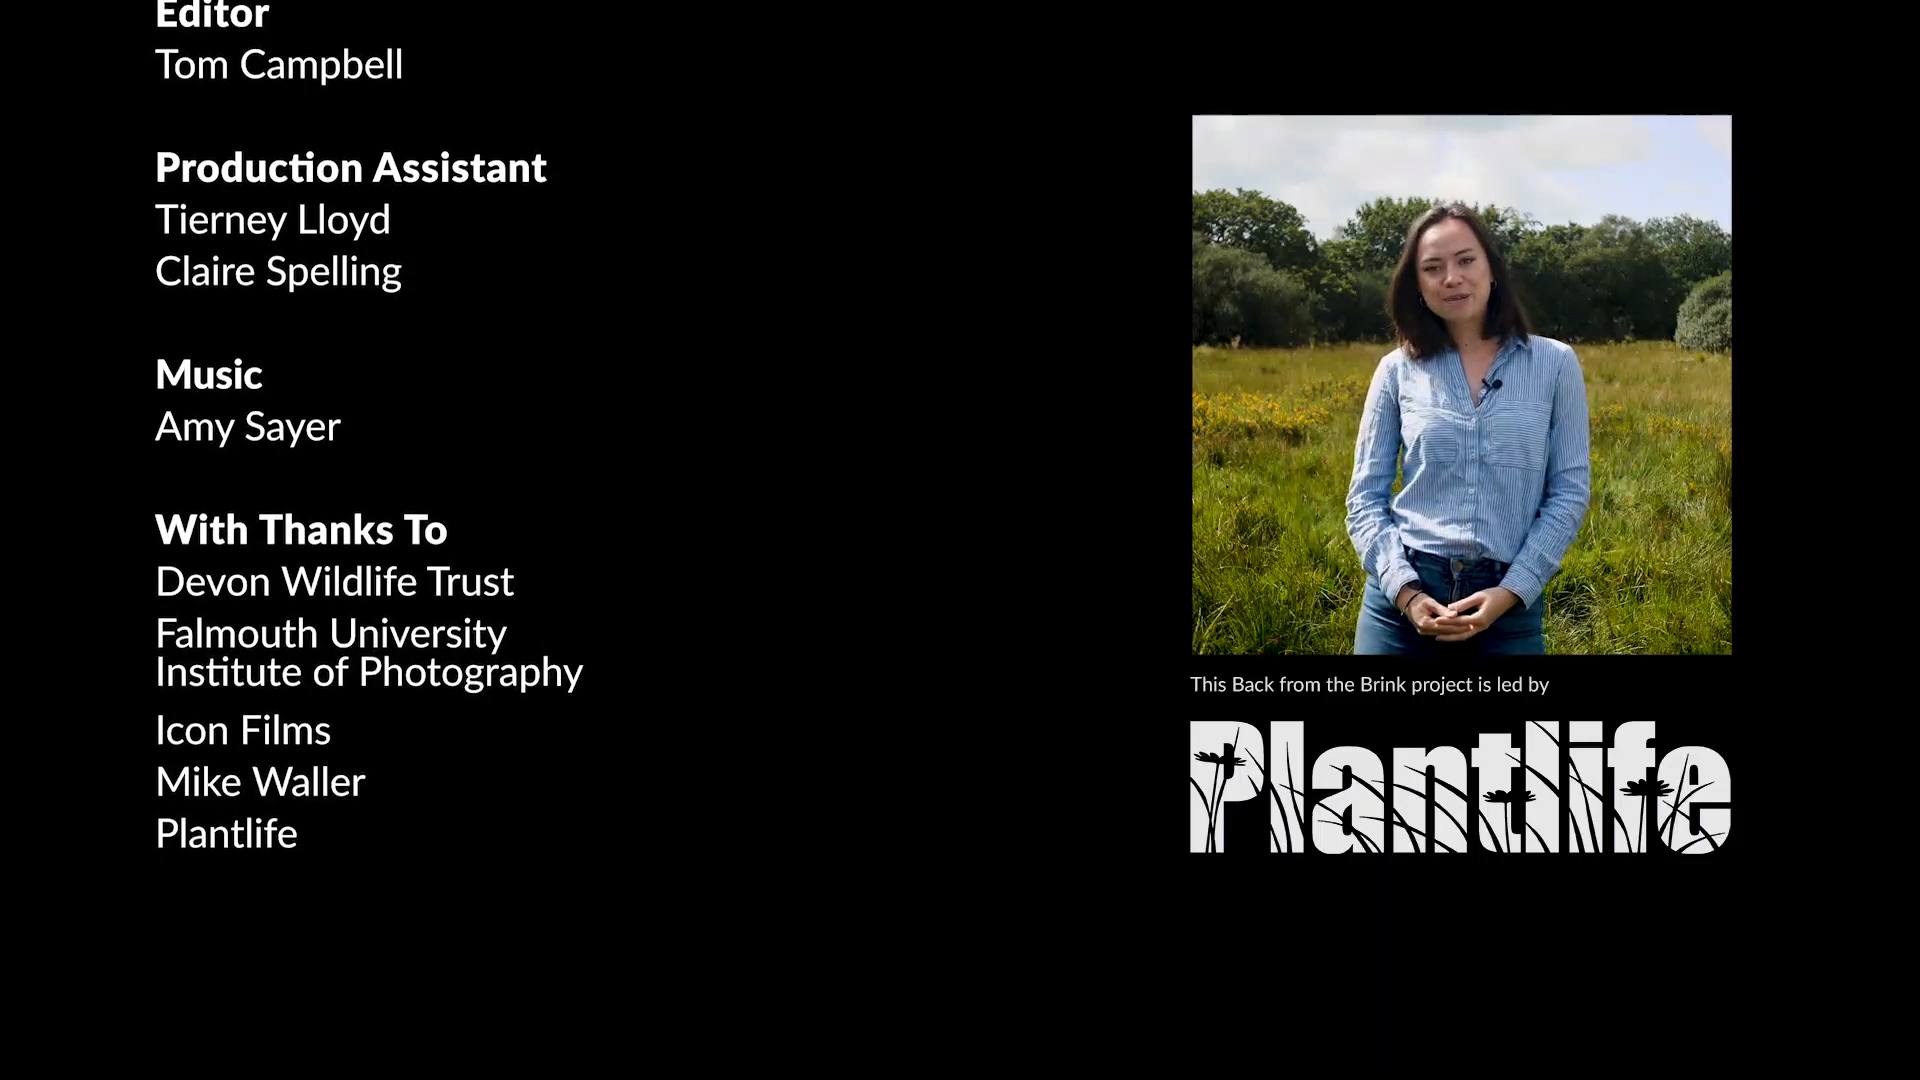 Editor
Tom Campbell
Production Assistant
Tierney Lloyd
Claire Spelling
Music
Amy Sayer
With Thanks To
Devon Wildlife Trust
Falmouth University
Institute of Photography
Icon Films
Mike Waller
Plantlife
This Back from the Brink project is led by
Plantlife